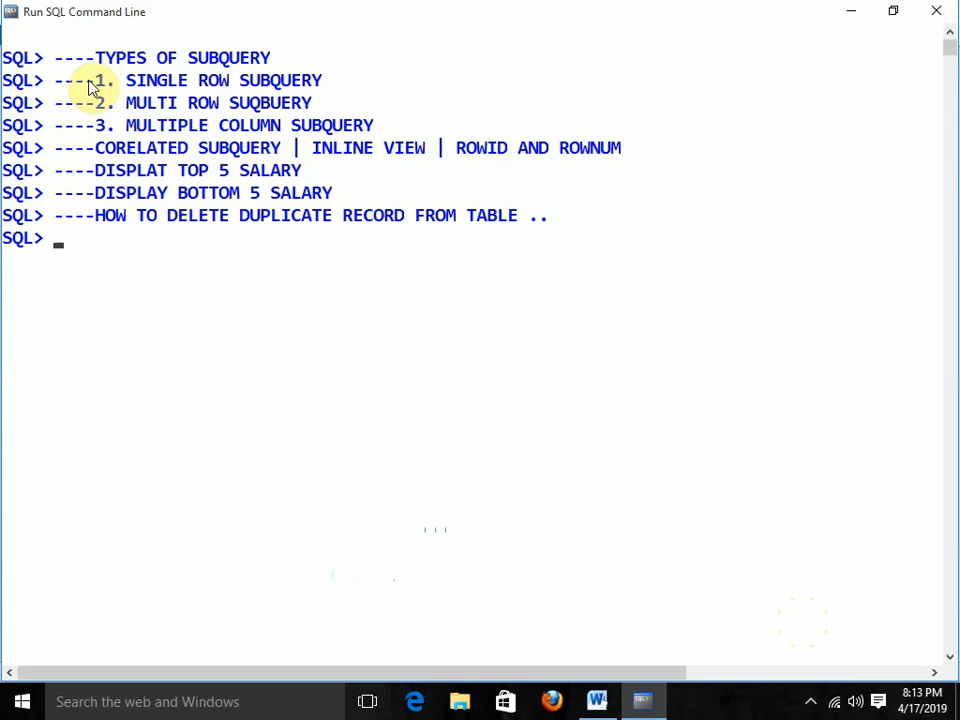 Run SQL Command Line
SQL> ----TYPES OF SUBQUERY
SQL> ----1. SINGLE ROW SUBQUERY
SQL> ----2. MULTI ROW SUQBUERY
SQL> ----3. MULTIPLE COLUMN SUBQUERY
SQL> ----CORELATED SUBQUERY | INLINE VIEW | ROWID AND ROWNUM
SQL> ----DISPLAT TOP 5 SALARY
SQL> ----DISPLAY BOTTOM 5 SALARY
SQL> ----HOW TO DELETE DUPLICATE RECORD FROM TABLE ..
SQL>
Search the web and Windows
8:13 PM
4/17/2019